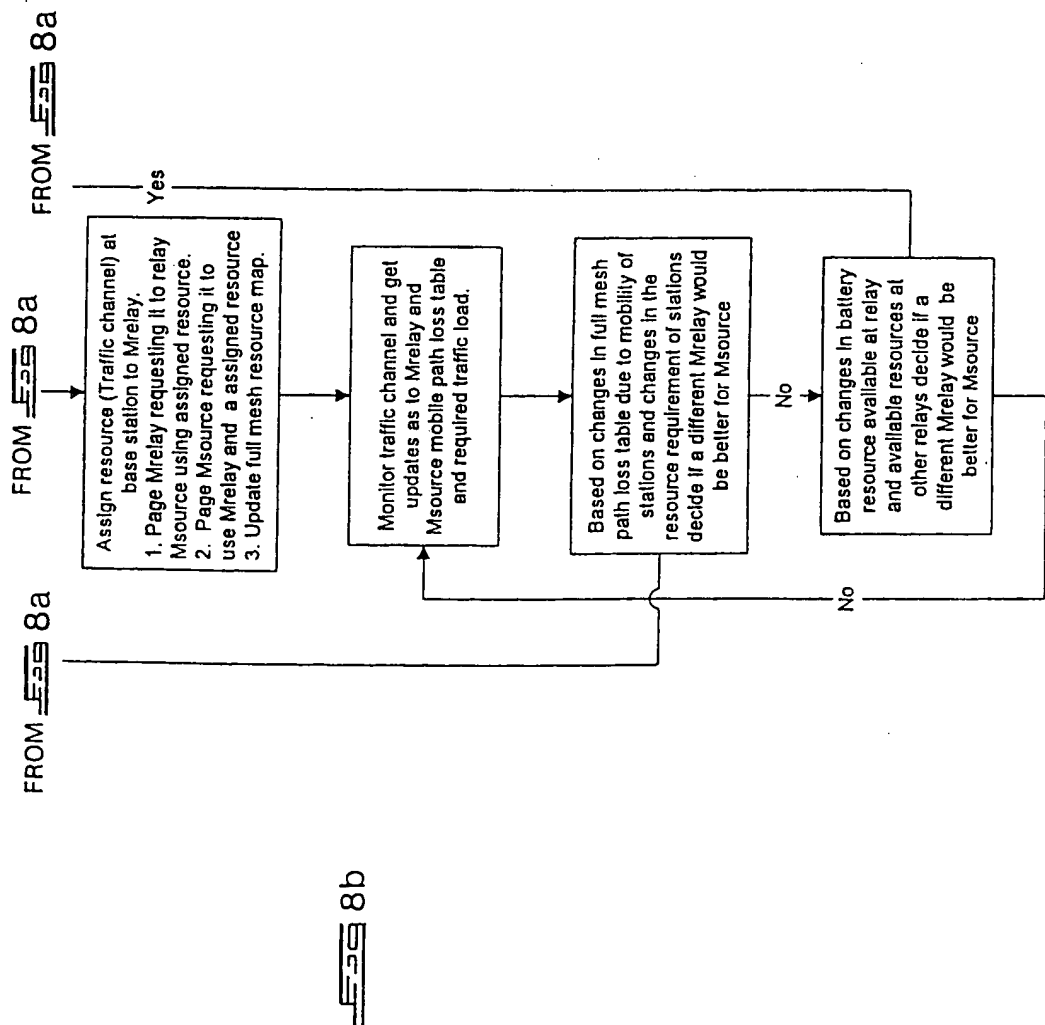 FROM Fig 8a
FROM Fig 8a
FROM Fig 8a
Assign resource (Traffic channel) at
base station to Mrelay.
1. Page Mrelay requesting it to relay
Msource using assigned resource.
2. Page Msource requesting it to
use Mrelay and a assigned resource
3. Update full mesh resource map.
Yes
Monitor traffic channel and get
updates as to Mrelay and
Msource mobile path loss table
and required traffic load.
Based on changes in full mesh
path loss table due to mobility of
stations and changes in the
resource requirement of stations
decide if a different Mrelay would
be better for Msource
No
Based on changes in battery
resource available at relay
and available resources at
other relays decide if a
different Mrelay would be
better for Msource
No
Fig 8b